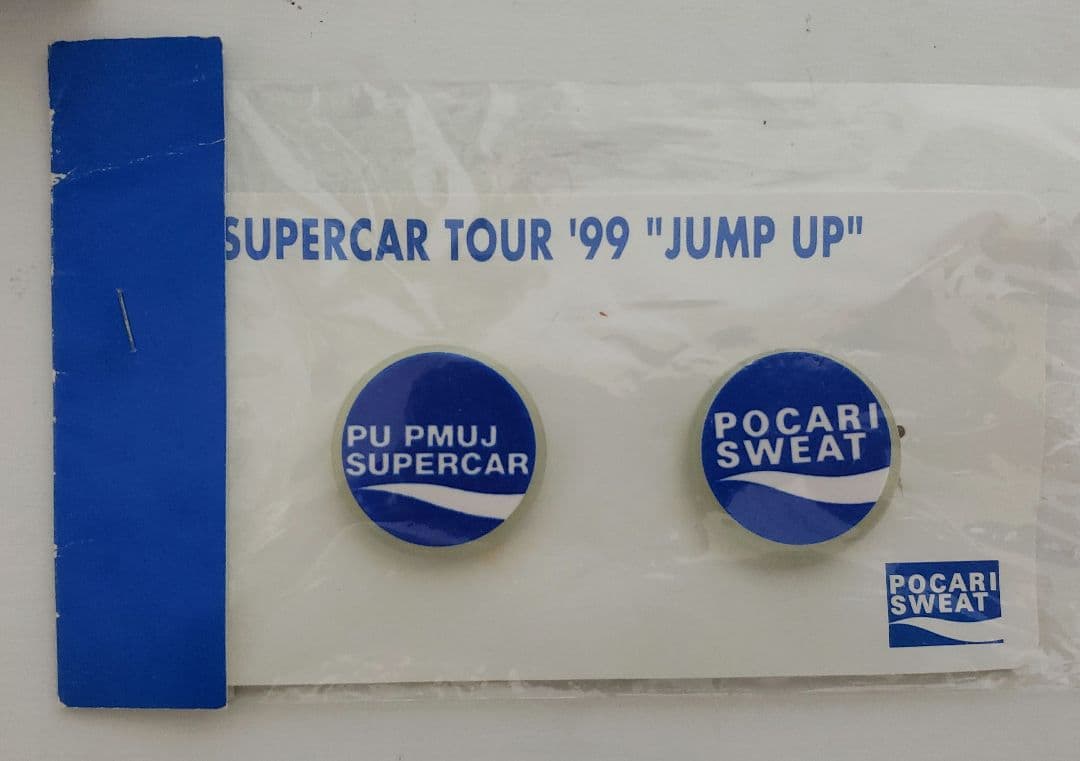 SUPERCAR TOUR '99 "JUMP UP"
PU PMUJ
SUPERCAR
POCARI
SWEAT
POCARI
SWEAT